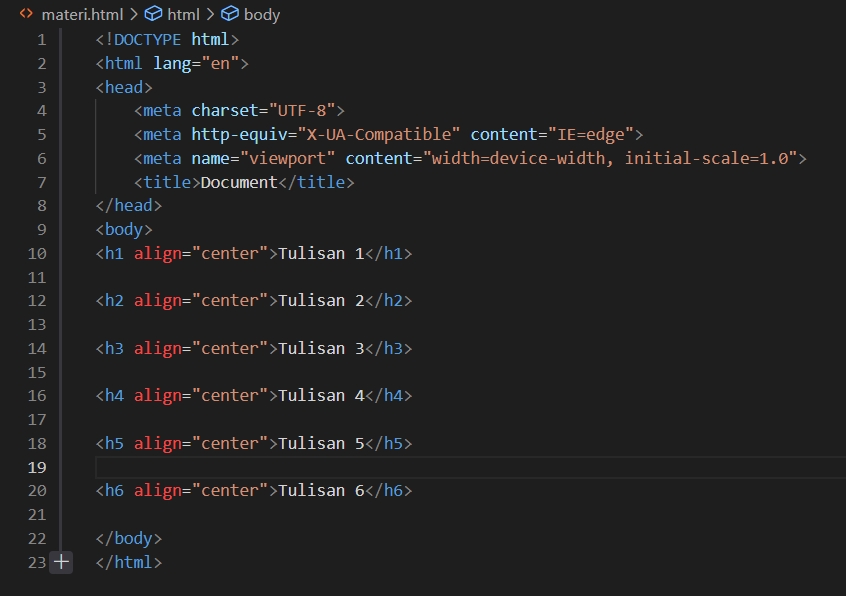 materi.html > html > body
1 <!DOCTYPE html>
2 <html lang="en">
3 <head>
4     <meta charset="UTF-8">
5     <meta http-equiv="X-UA-Compatible" content="IE=edge">
6     <meta name="viewport" content="width=device-width, initial-scale=1.0">
7     <title>Document</title>
8 </head>
9 <body>
10 <h1 align="center">Tulisan 1</h1>
11
12 <h2 align="center">Tulisan 2</h2>
13
14 <h3 align="center">Tulisan 3</h3>
15
16 <h4 align="center">Tulisan 4</h4>
17
18 <h5 align="center">Tulisan 5</h5>
19
20 <h6 align="center">Tulisan 6</h6>
21
22 </body>
23 </html>